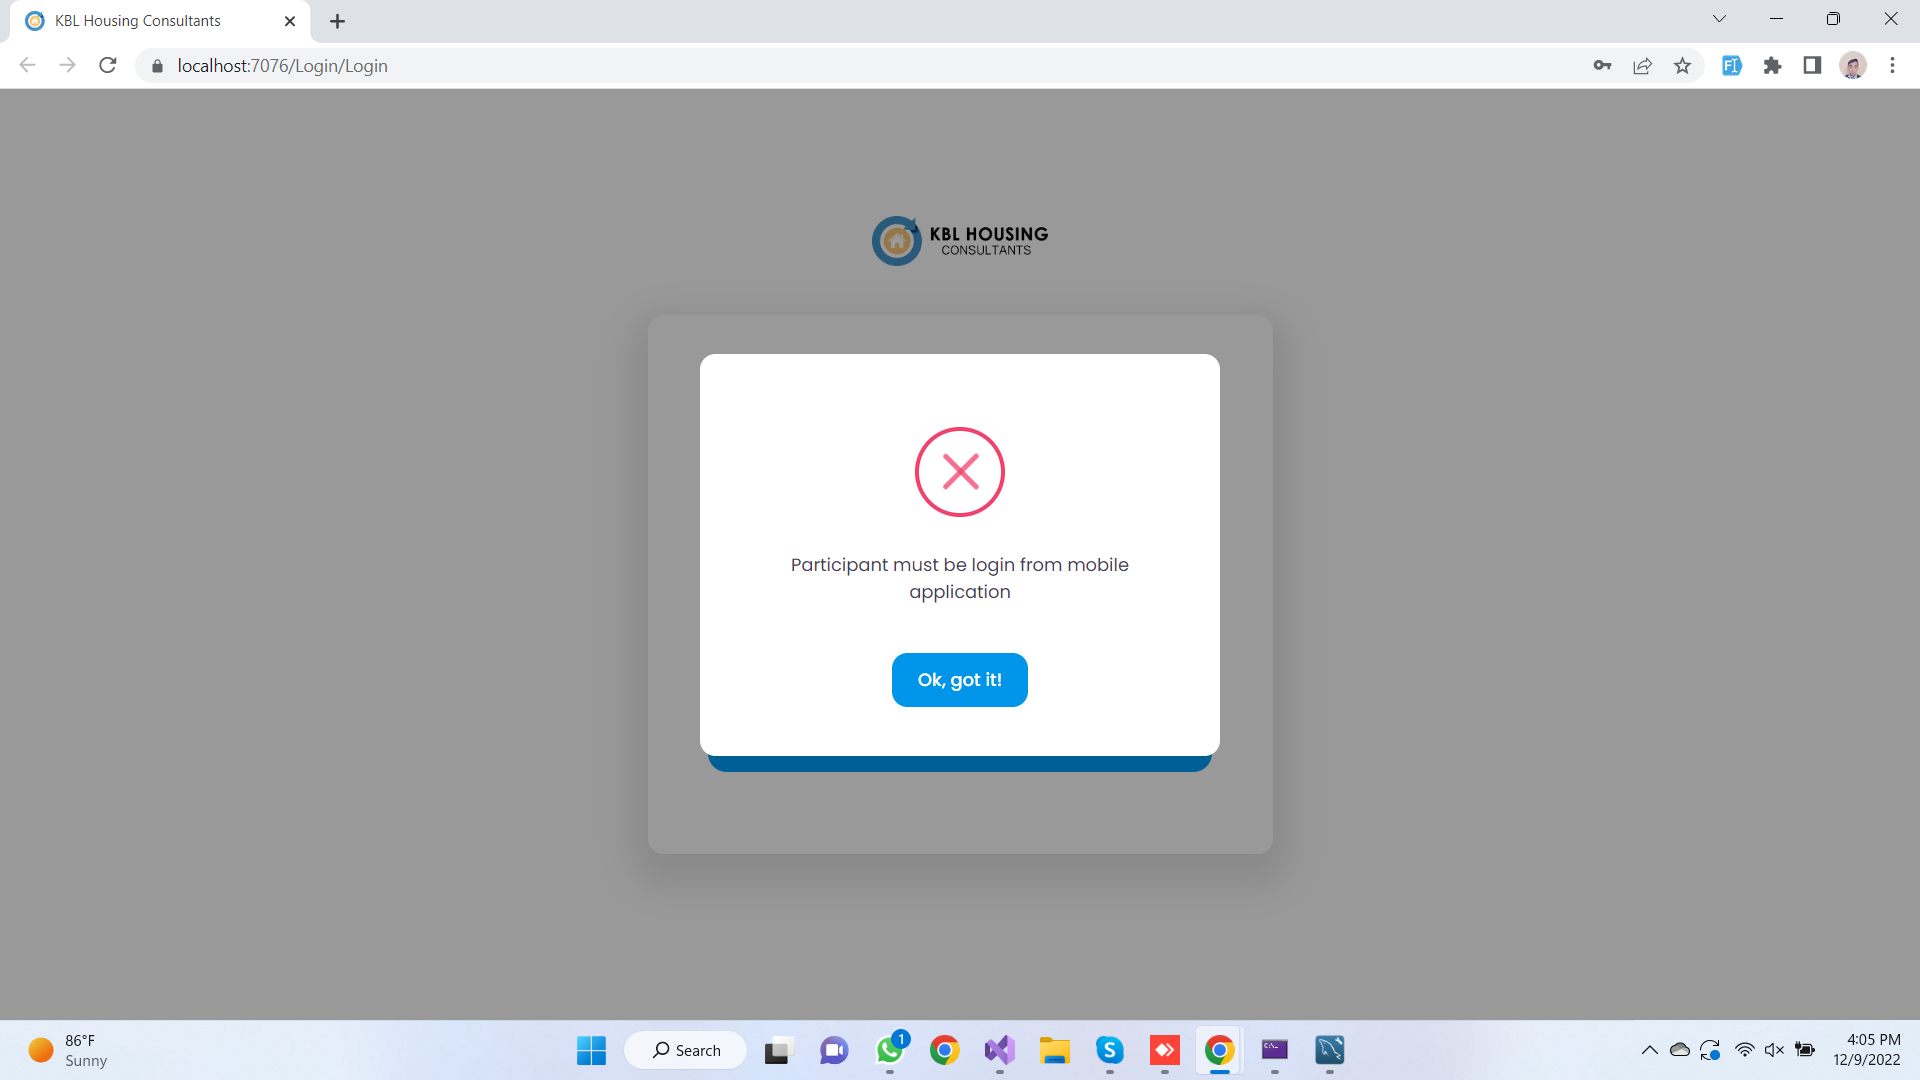 KBL Housing Consultants
localhost:7076/Login/Login
KBL HOUSING
CONSULTANTS
Participant must be login from mobile
application
Ok, got it!
86°F
Sunny
Search
1
4:05 PM
12/9/2022